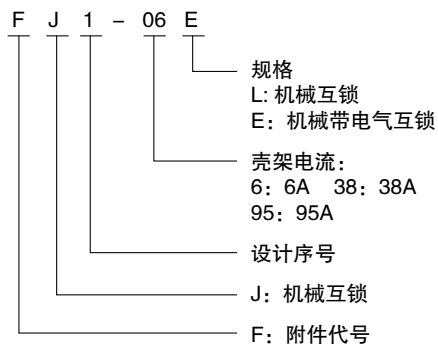 F J 1 – 06 E
规格
L: 机械互锁
E：机械带电气互锁
壳架电流：
6：6A 38：38A
95：95A
设计序号
J：机械互锁
F：附件代号